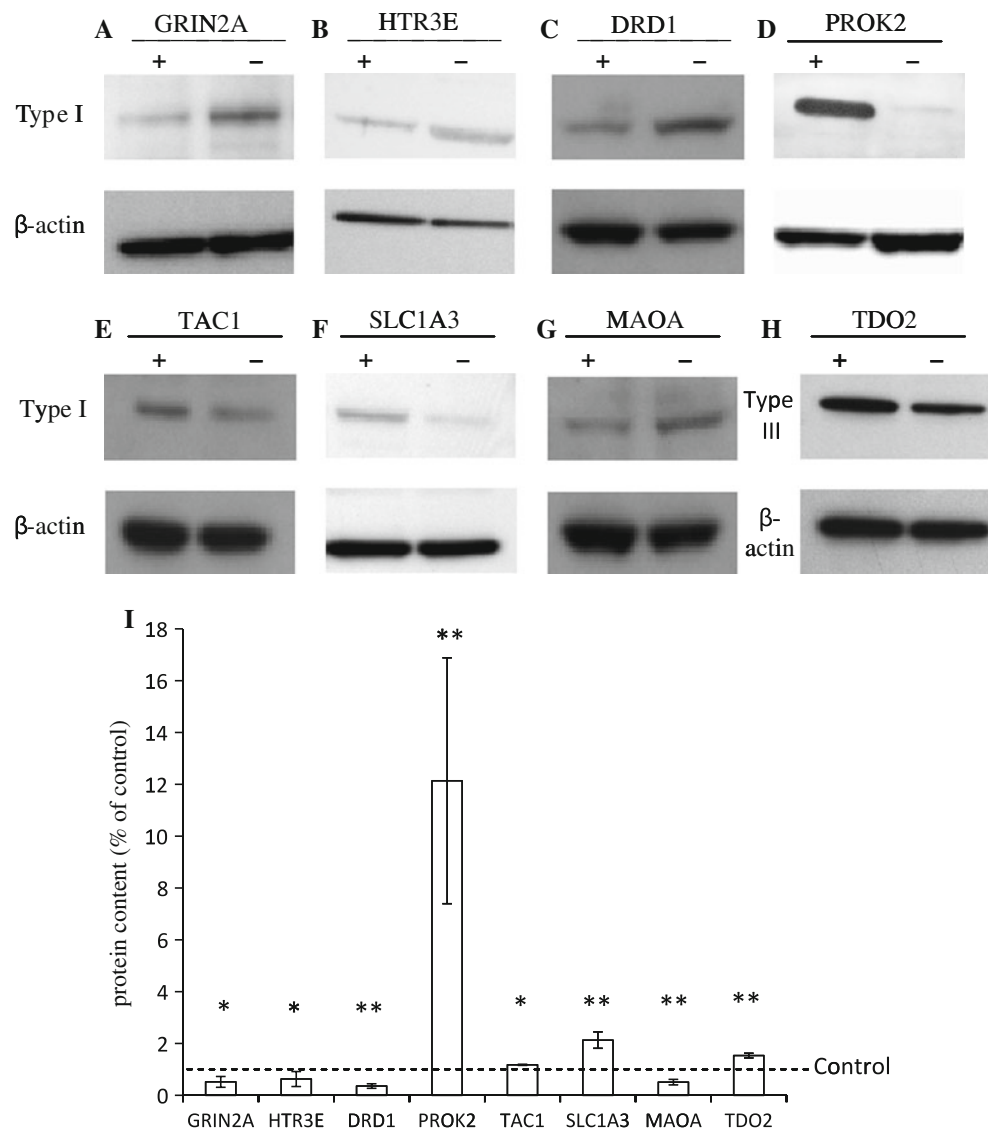 A GRIN2A B HTR3E C DRD1 D PROK2
+ − + − + − + −
Type I
β-actin
E TAC1 F SLC1A3 G MAOA H TDO2
+ − + − + − + −
Type I
Type
III
β-actin
β-
actin
I
protein content (% of control)
18
16
14
12
10
8
6
4
2
0
**
* * ** * ** ** **
Control
GRIN2A HTR3E DRD1 PROK2 TAC1 SLC1A3 MAOA TDO2